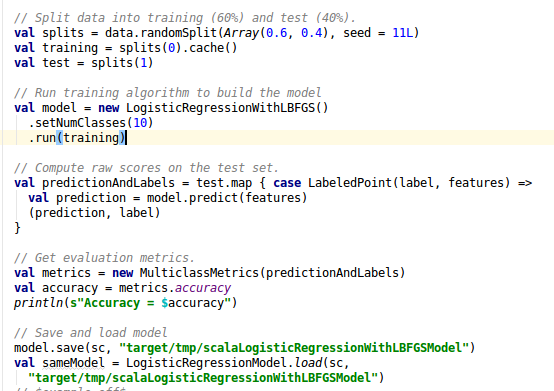 // Split data into training (60%) and test (40%).
val splits = data.randomSplit(Array(0.6, 0.4), seed = 11L)
val training = splits(0).cache()
val test = splits(1)
// Run training algorithm to build the model
val model = new LogisticRegressionWithLBFGS()
.setNumClasses(10)
.run(training)
// Compute raw scores on the test set.
val predictionAndLabels = test.map { case LabeledPoint(label, features) =>
val prediction = model.predict(features)
(prediction, label)
}
// Get evaluation metrics.
val metrics = new MulticlassMetrics(predictionAndLabels)
val accuracy = metrics.accuracy
println(s"Accuracy = $accuracy")
// Save and load model
model.save(sc, "target/tmp/scalaLogisticRegressionWithLBFGSModel")
val sameModel = LogisticRegressionModel.load(sc,
"target/tmp/scalaLogisticRegressionWithLBFGSModel")